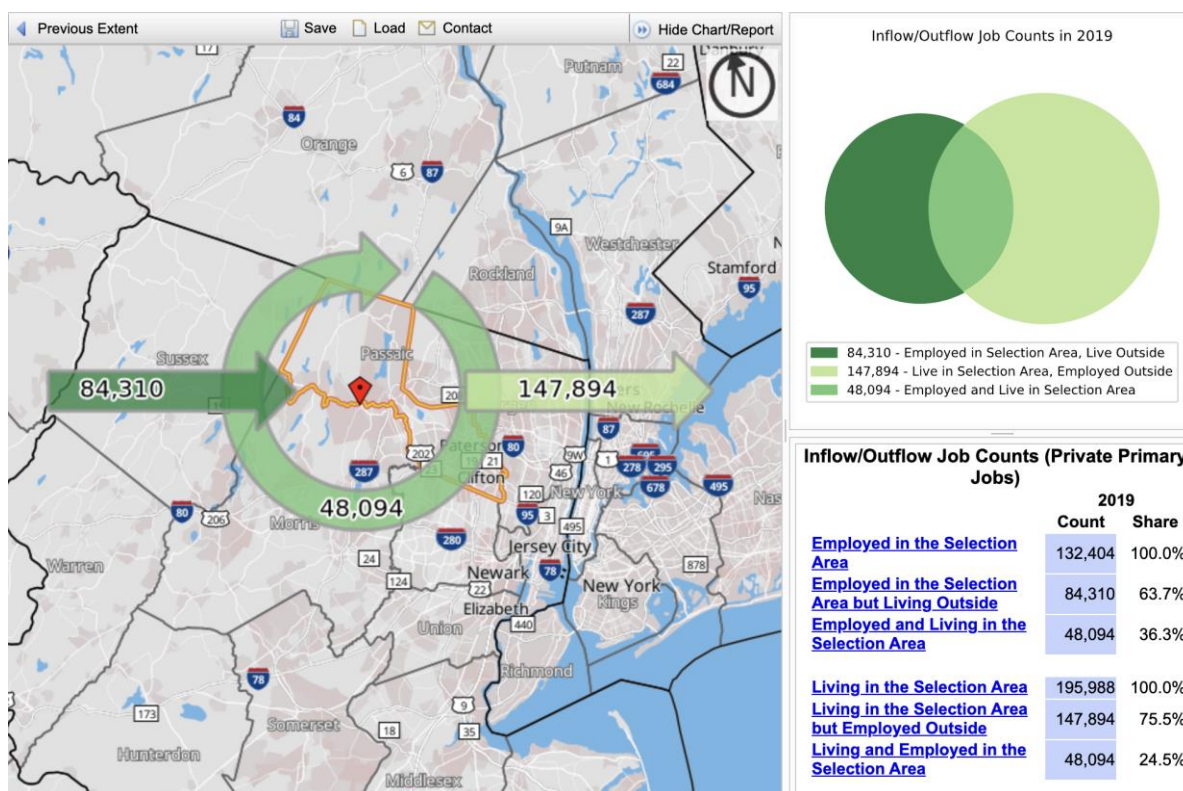 Previous Extent
Save
Load
Contact
Hide Chart/Report
Danbury
17
Putnam
22
684
N
84
Orange
6
87
9A
Westchester
Rockland
Stamford
95
287
Sussex
Passaic
84,310
147,894
New Rochelle
202
Paterson
80
87
9W
1
695
278
295
21
Clifton
46
678
495
287
120
New York
48,094
206
80
Morris
95
3
495
280
Jersey City
24
878
Warren
78
124
Newark
New York
22
Kings
Elizabeth
440
Union
78
Richmond
9
173
Somerset
18
35
Hunterdon
Middlesex
Inflow/Outflow Job Counts in 2019
84,310 - Employed in Selection Area, Live Outside
147,894 - Live in Selection Area, Employed Outside
48,094 - Employed and Live in Selection Area
Inflow/Outflow Job Counts (Private Primary
Jobs)
2019
Count Share
Employed in the Selection
Area 132,404 100.0%
Employed in the Selection
Area but Living Outside 84,310 63.7%
Employed and Living in the
Selection Area 48,094 36.3%
Living in the Selection Area 195,988 100.0%
Living in the Selection Area
but Employed Outside 147,894 75.5%
Living and Employed in the
Selection Area 48,094 24.5%